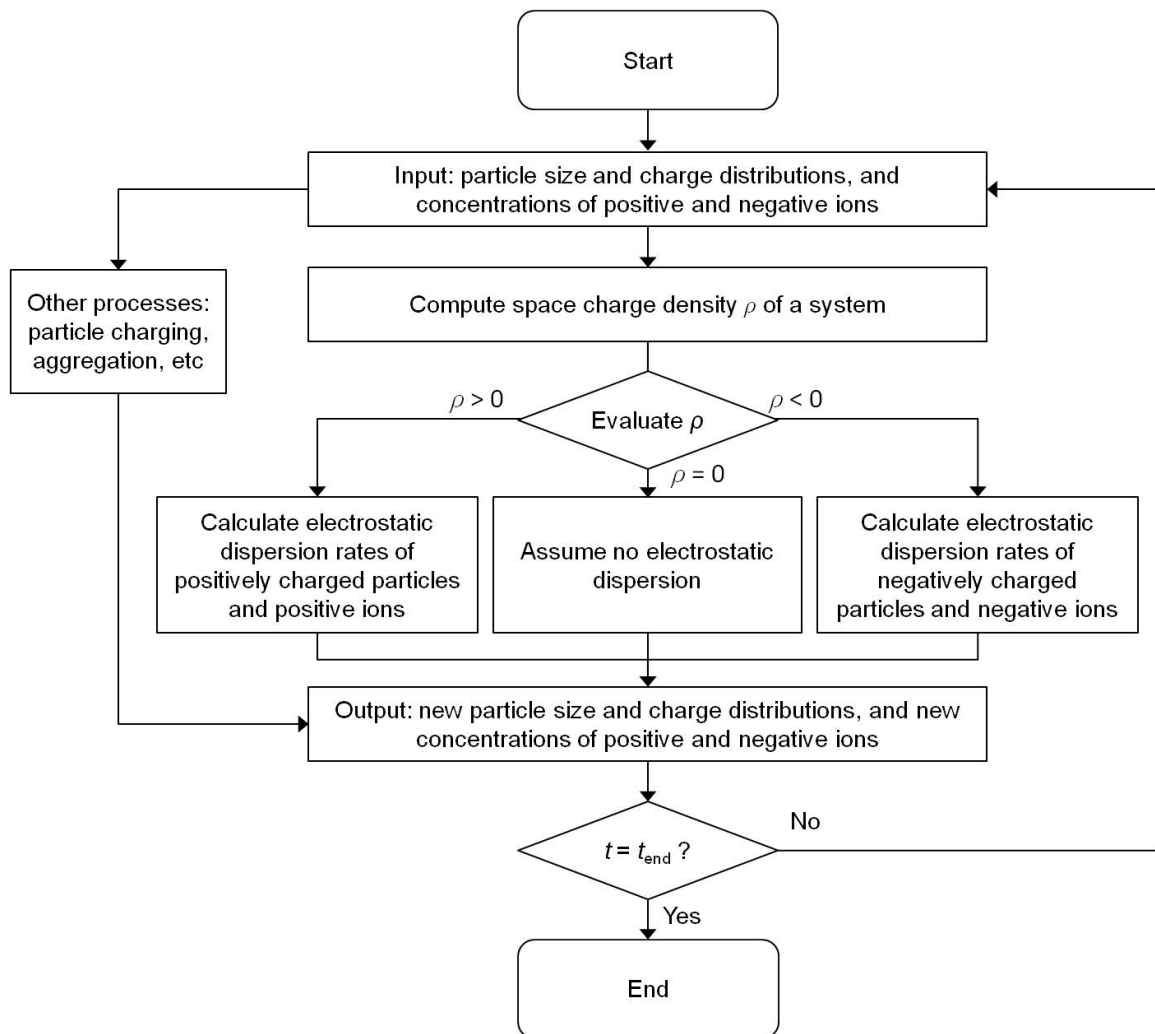 Start
Input: particle size and charge distributions, and
concentrations of positive and negative ions
Other processes:
particle charging,
aggregation, etc
Compute space charge density ρ of a system
ρ > 0
Evaluate ρ
ρ < 0
ρ = 0
Calculate electrostatic
dispersion rates of
positively charged particles
and positive ions
Assume no electrostatic
dispersion
Calculate electrostatic
dispersion rates of
negatively charged
particles and negative ions
Output: new particle size and charge distributions, and new
concentrations of positive and negative ions
t = tend ?
No
Yes
End